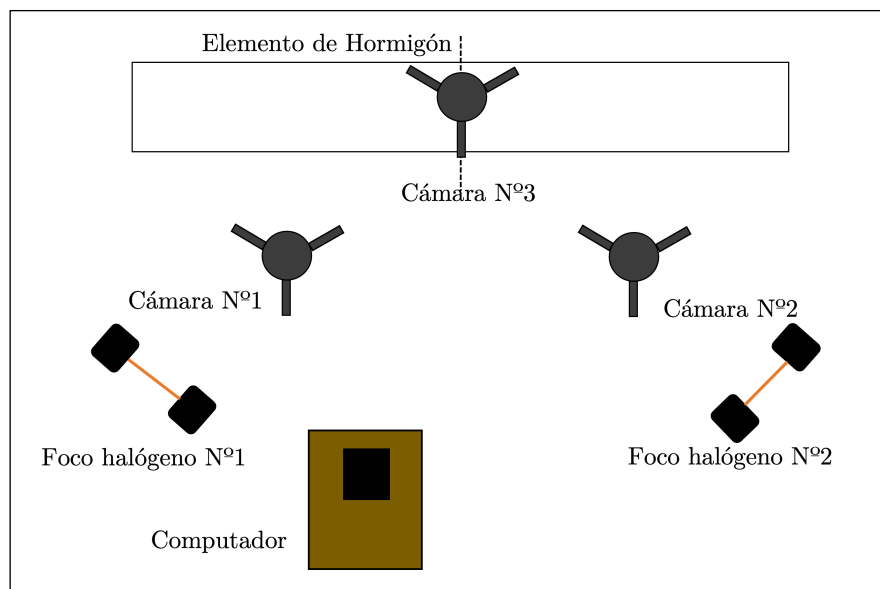 Elemento de Hormigón
Cámara Nº3
Cámara Nº1
Cámara Nº2
Foco halógeno Nº1
Foco halógeno Nº2
Computador